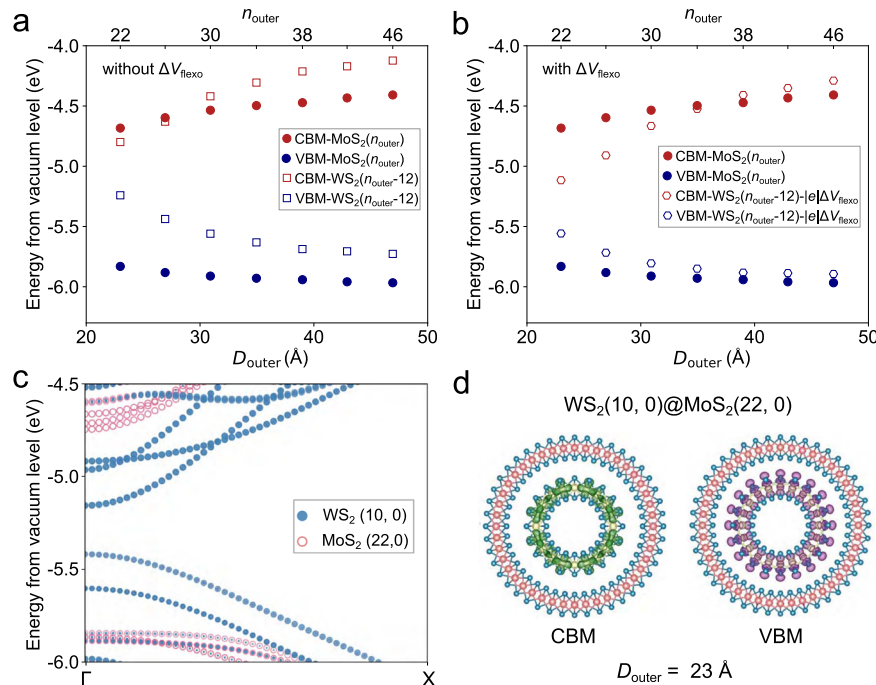 a
n_outer
22 30 38 46
-4.0
-4.5
-5.0
-5.5
-6.0
Energy from vacuum level (eV)
without ΔV_flexo
CBM-MoS₂(n_outer)
VBM-MoS₂(n_outer)
CBM-WS₂(n_outer-12)
VBM-WS₂(n_outer-12)
20 30 40 50
D_outer (Å)
b
n_outer
22 30 38 46
-4.0
-4.5
-5.0
-5.5
-6.0
Energy from vacuum level (eV)
with ΔV_flexo
CBM-MoS₂(n_outer)
VBM-MoS₂(n_outer)
CBM-WS₂(n_outer-12)-|e|ΔV_flexo
VBM-WS₂(n_outer-12)-|e|ΔV_flexo
20 30 40 50
D_outer (Å)
c
-4.5
-5.0
-5.5
-6.0
Energy from vacuum level (eV)
WS₂ (10, 0)
MoS₂ (22,0)
Γ X
d
WS₂(10, 0)@MoS₂(22, 0)
CBM VBM
D_outer = 23 Å